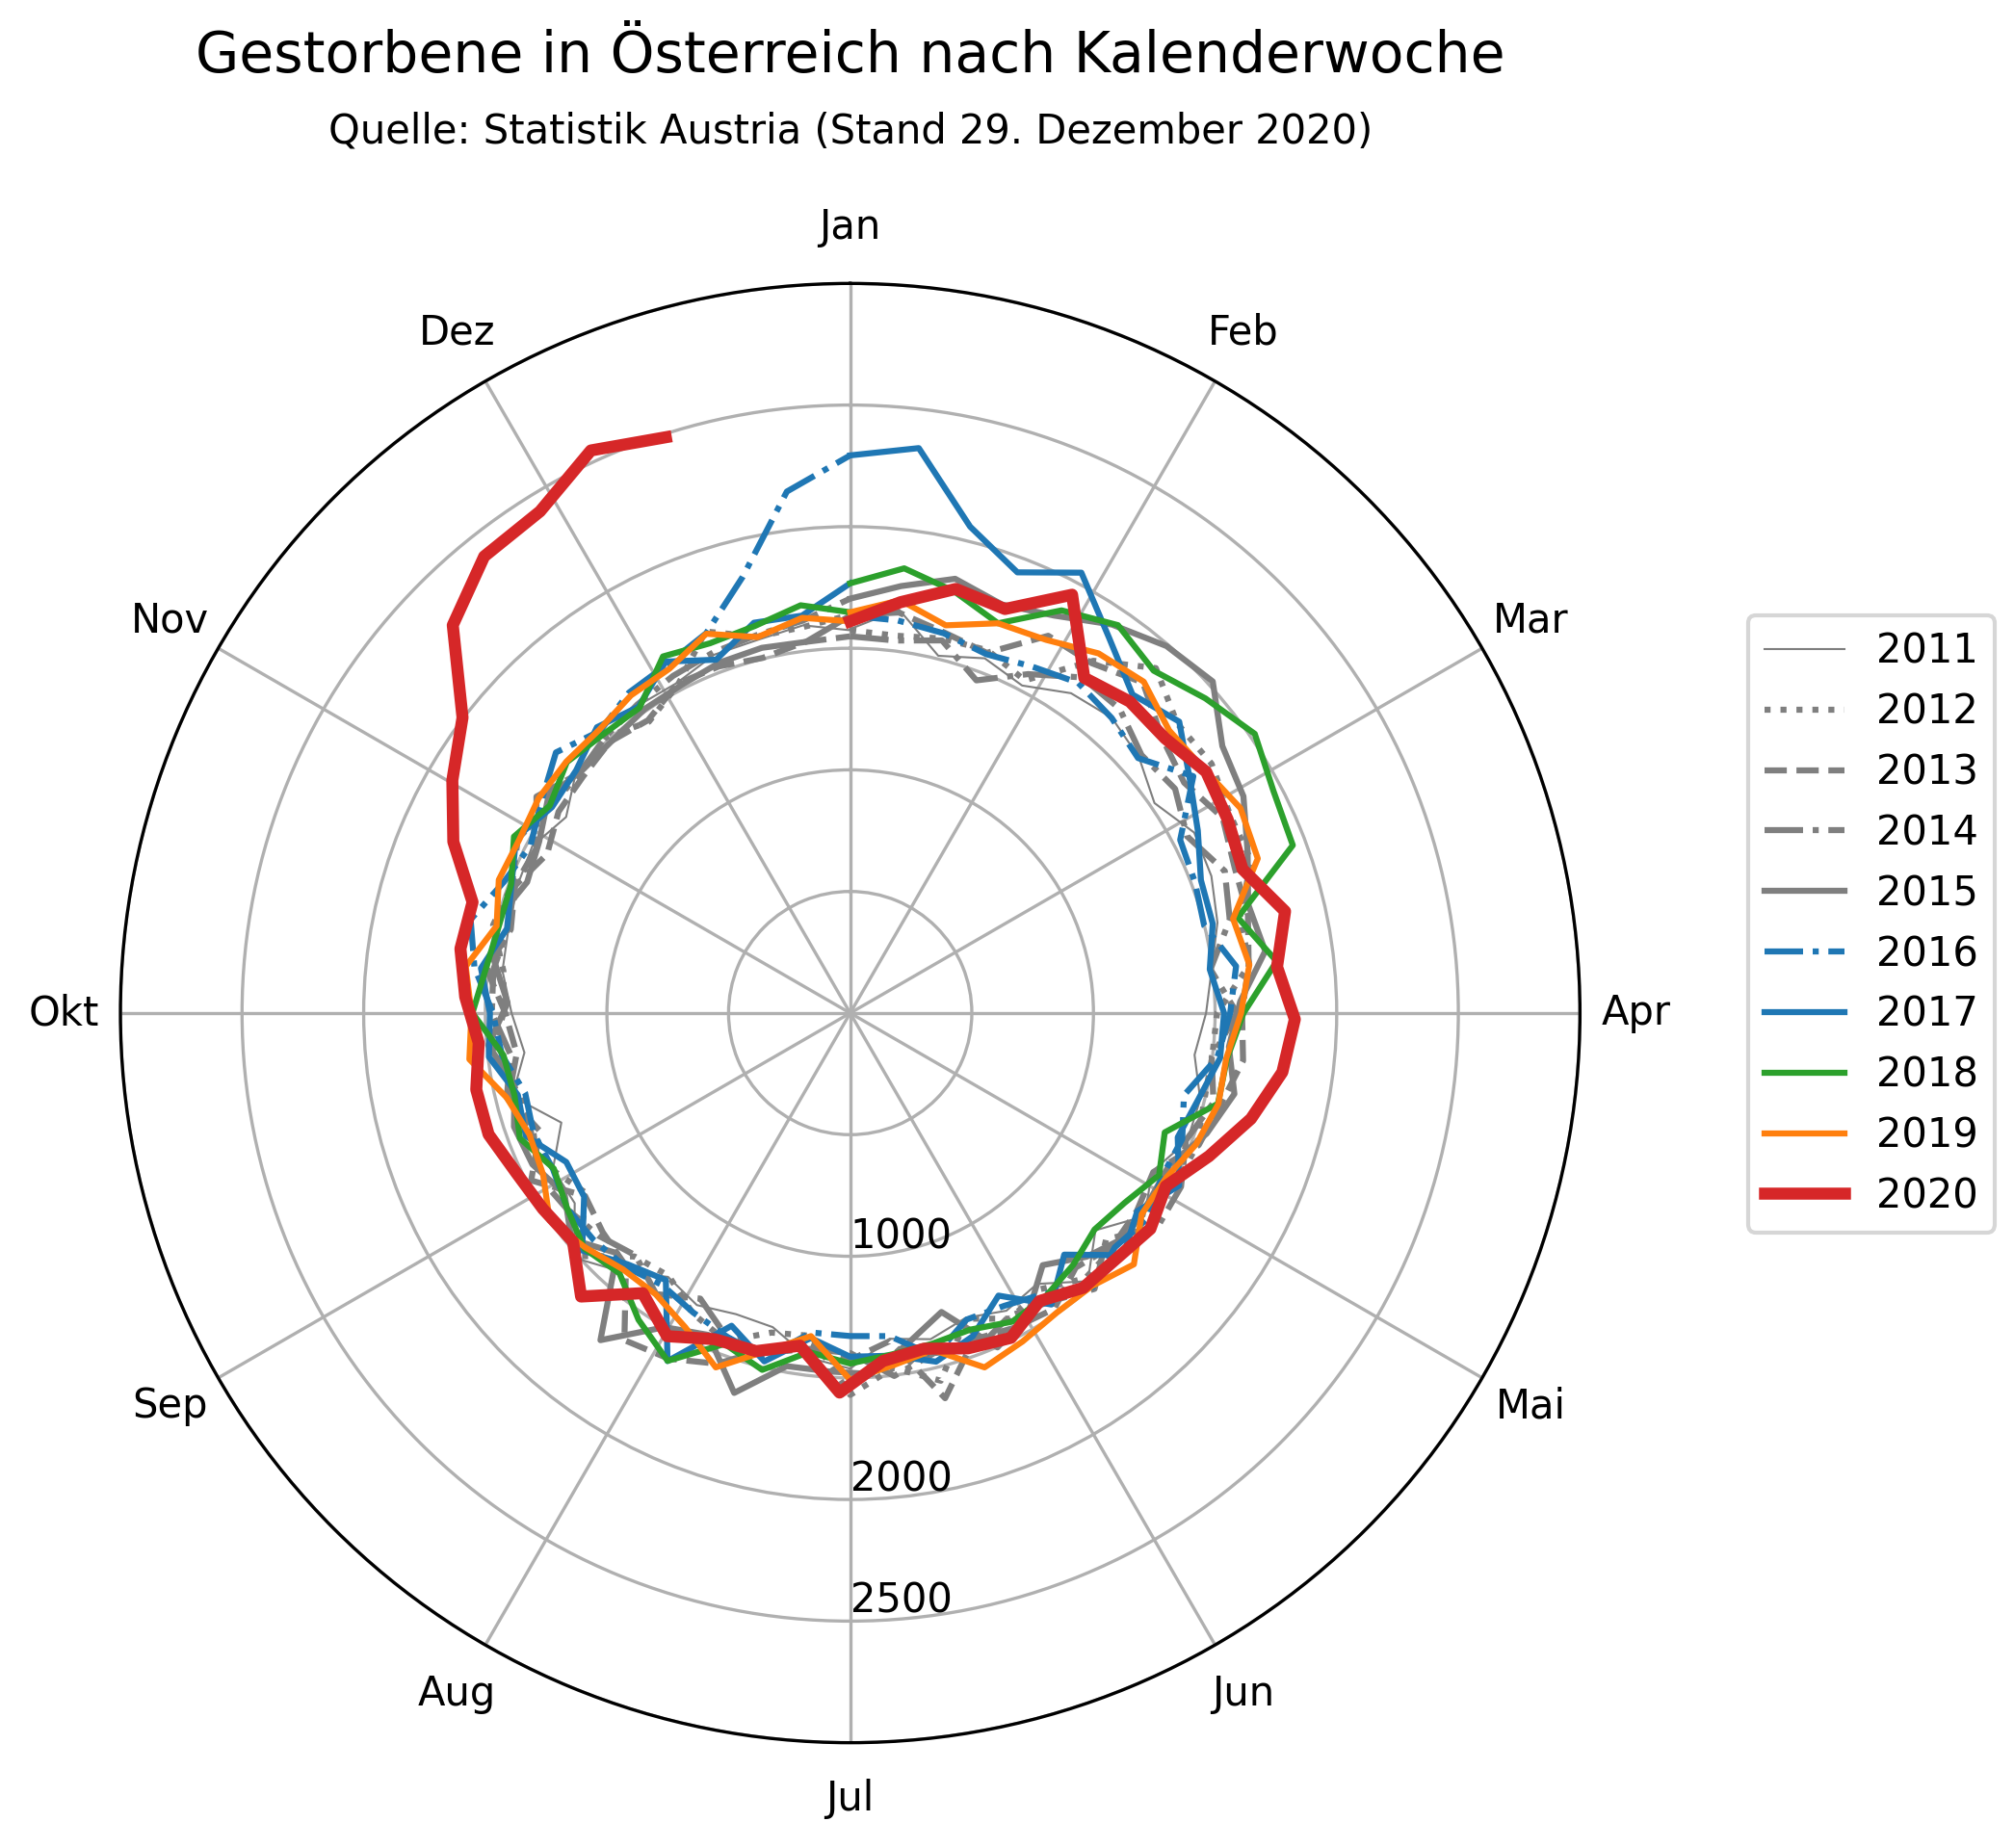 Gestorbene in Österreich nach Kalenderwoche
Quelle: Statistik Austria (Stand 29. Dezember 2020)
Jan
Feb
Mar
Apr
Mai
Jun
Jul
Aug
Sep
Okt
Nov
Dez
1000
2000
2500
2011
2012
2013
2014
2015
2016
2017
2018
2019
2020